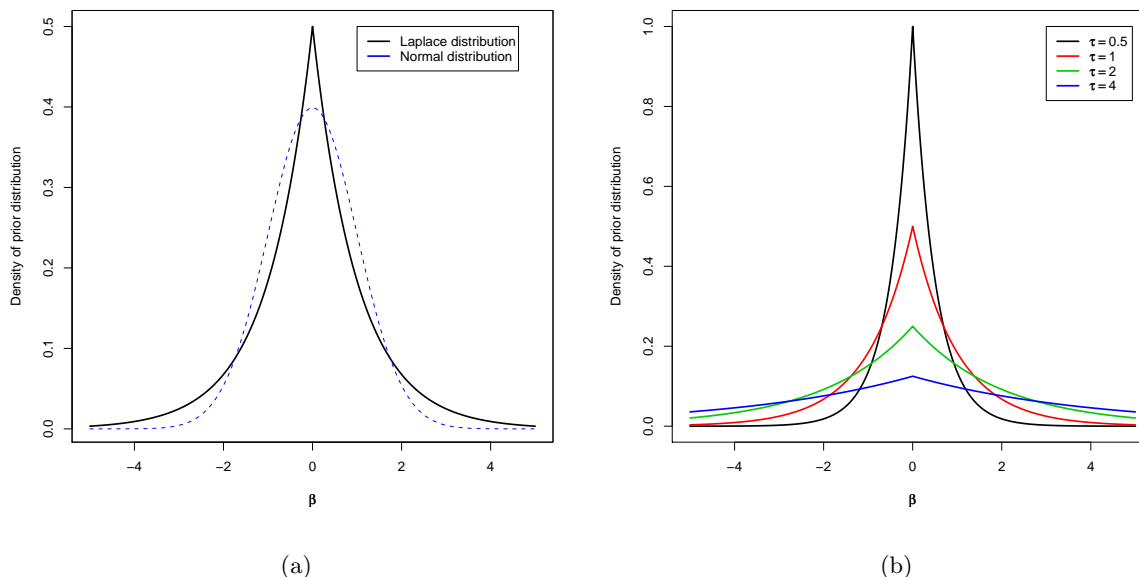 0.5
0.4
0.3
0.2
0.1
0.0
Density of prior distribution
Laplace distribution
Normal distribution
−4 −2 0 2 4
β
(a)
1.0
0.8
0.6
0.4
0.2
0.0
Density of prior distribution
τ = 0.5
τ = 1
τ = 2
τ = 4
−4 −2 0 2 4
β
(b)